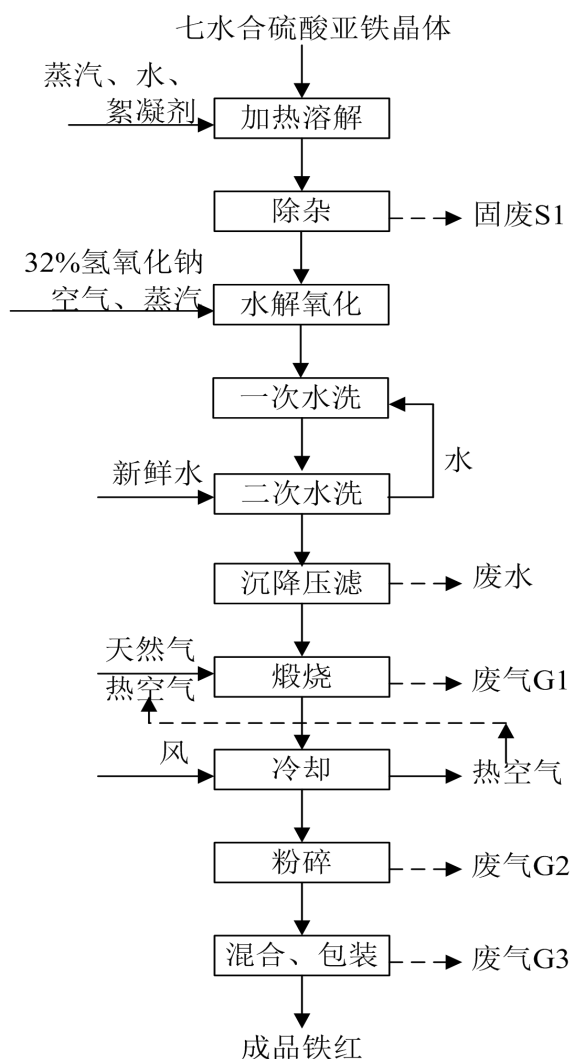 七水合硫酸亚铁晶体
蒸汽、水、
絮凝剂
加热溶解
除杂
固废S1
32%氢氧化钠
空气、蒸汽
水解氧化
一次水洗
水
新鲜水
二次水洗
沉降压滤
废水
天然气
热空气
煅烧
废气G1
风
冷却
热空气
粉碎
废气G2
混合、包装
废气G3
成品铁红